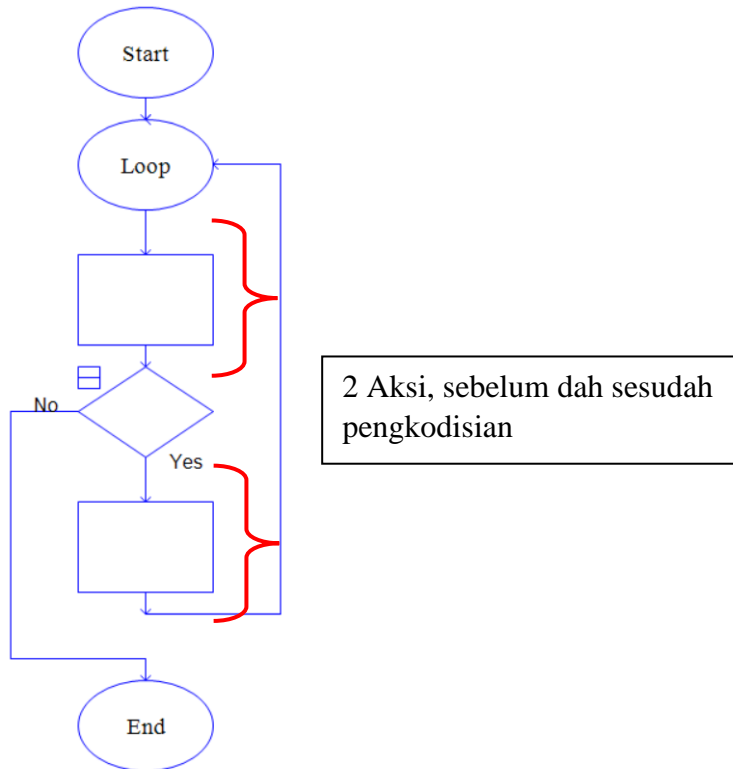 Start
Loop
No
Yes
2 Aksi, sebelum dah sesudah
pengkodisian
End